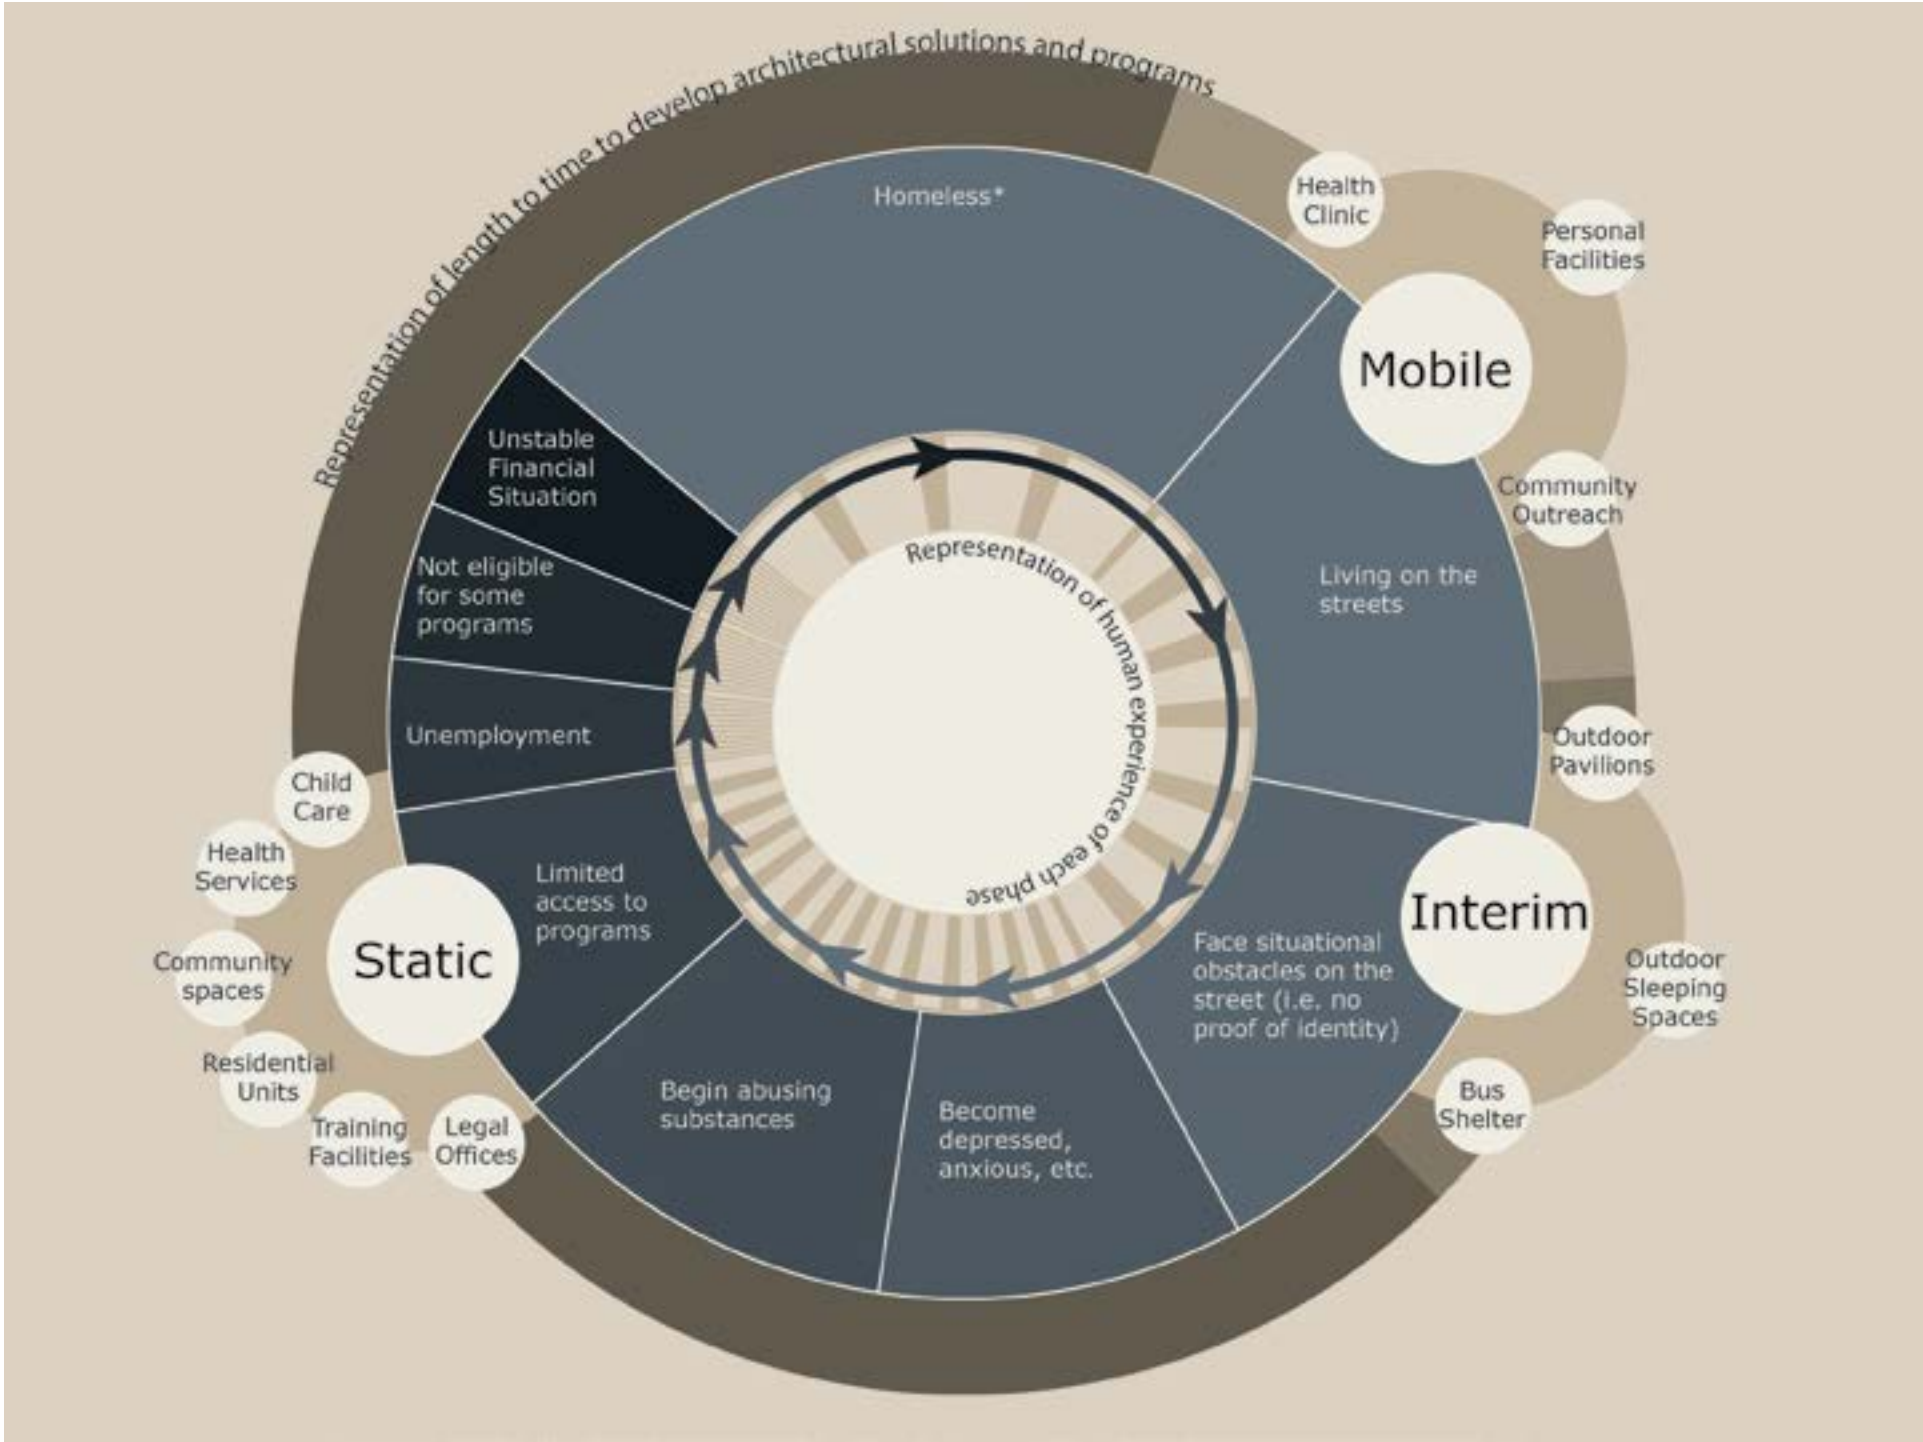 Representation of length to time to develop architectural solutions and programs
Homeless*
Health
Clinic
Personal
Facilities
Mobile
Community
Outreach
Living on the
streets
Outdoor
Pavilions
Interim
Outdoor
Sleeping
Spaces
Bus
Shelter
Face situational
obstacles on the
street (i.e. no
proof of identity)
Become
depressed,
anxious, etc.
Begin abusing
substances
Limited
access to
programs
Static
Child
Care
Health
Services
Community
spaces
Residential
Units
Training
Facilities
Legal
Offices
Unemployment
Not eligible
for some
programs
Unstable
Financial
Situation
Representation of human experience of each phase